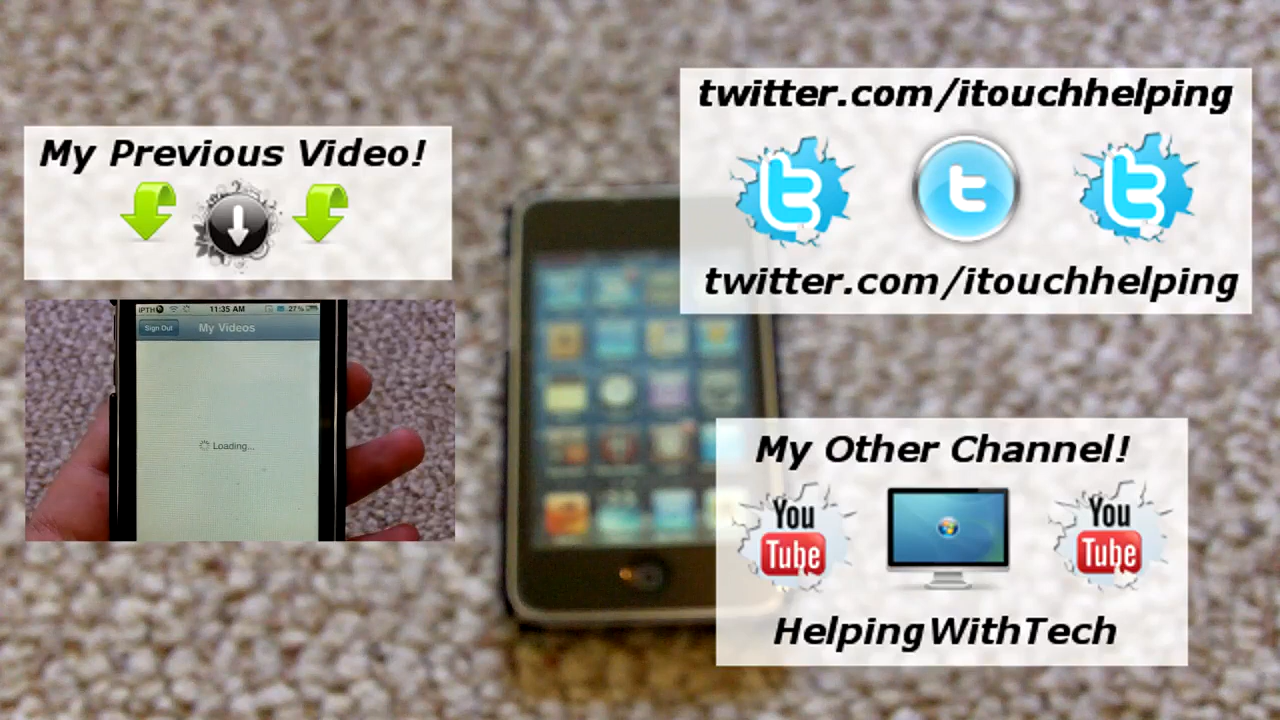 My Previous Video!
IPTH 11:35 AM 27%
Sign Out My Videos
Loading...
twitter.com/itouchhelping
twitter.com/itouchhelping
My Other Channel!
You Tube
You Tube
HelpingWithTech